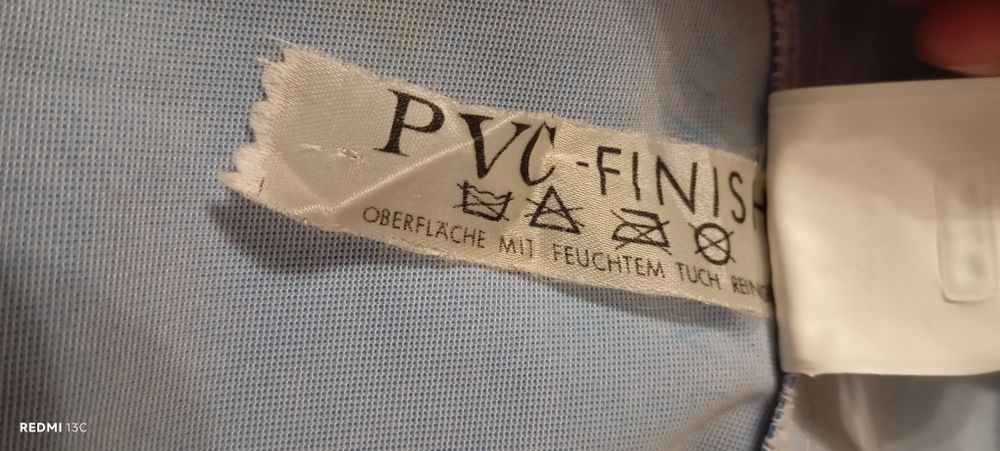 PVC-FINISH
OBERFLÄCHE MIT FEUCHTEM TUCH
REDMI 13C